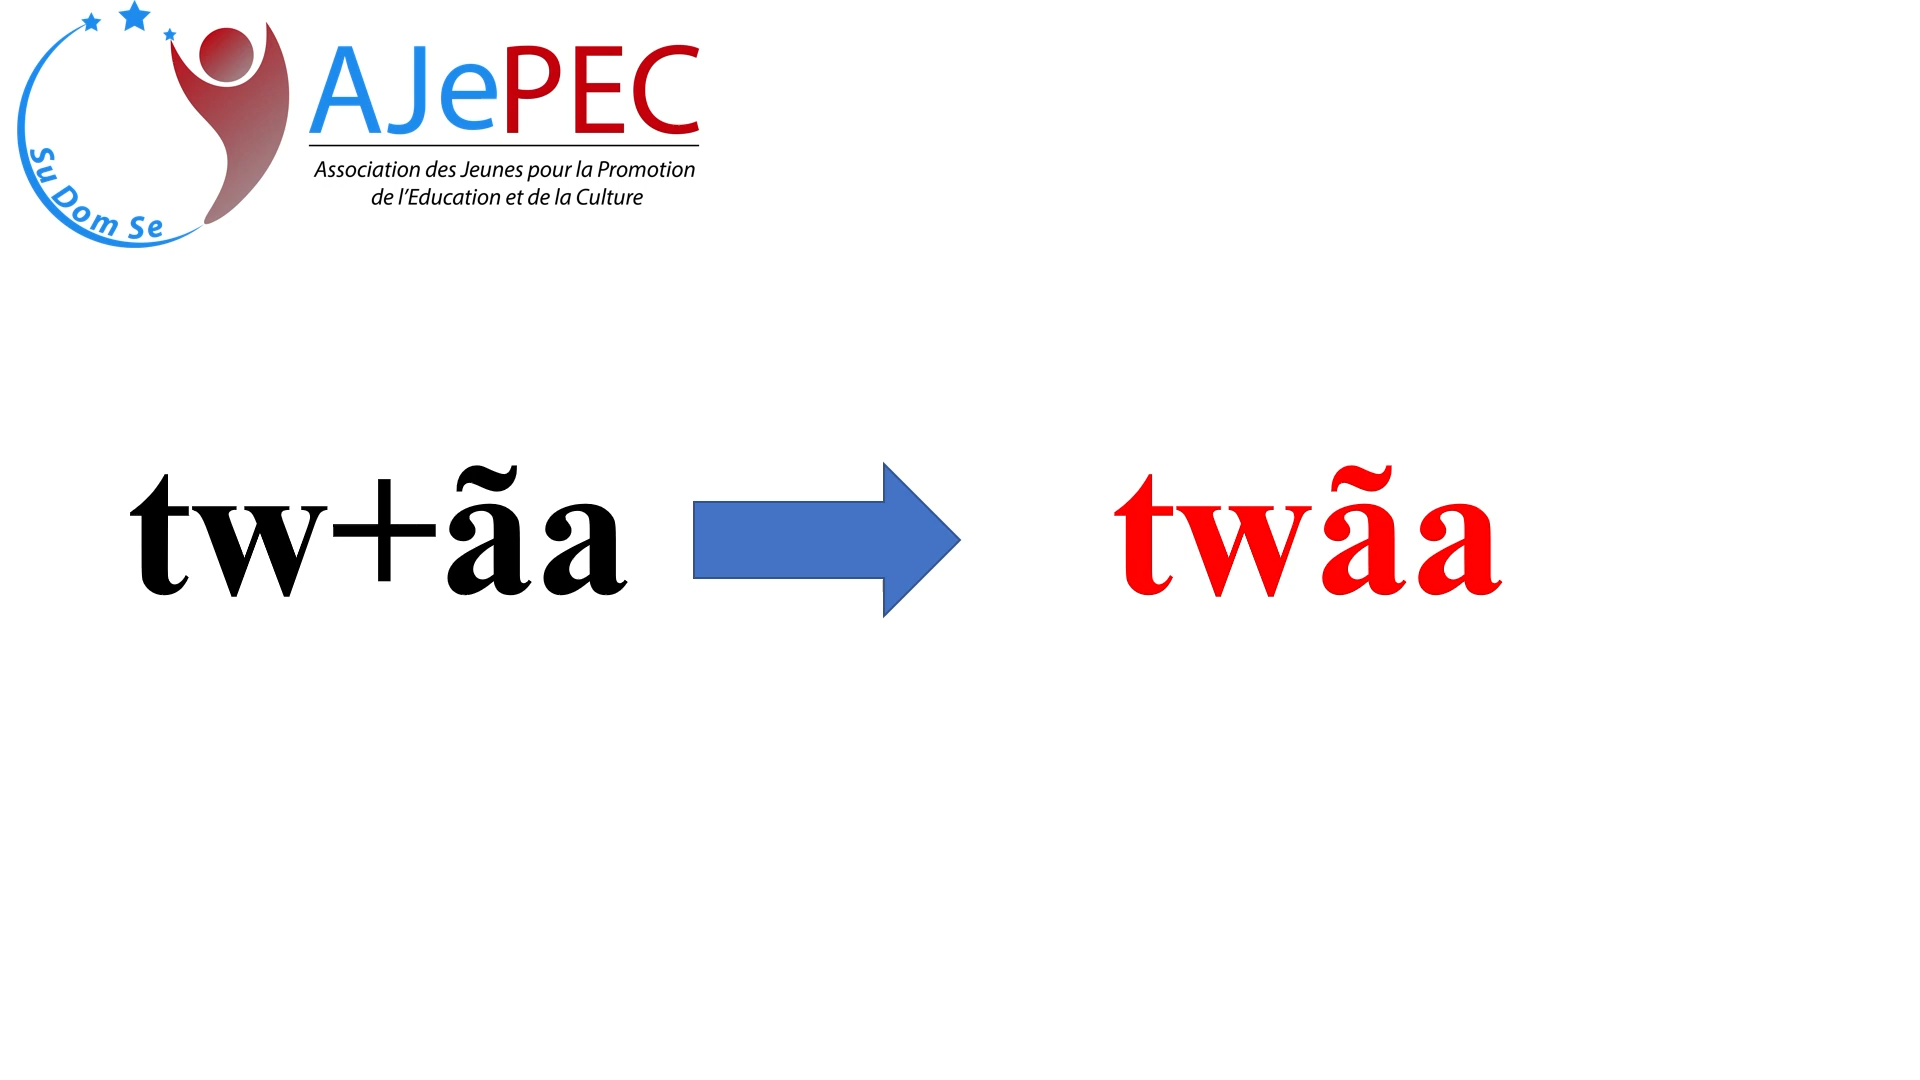 AJePEC
Association des Jeunes pour la Promotion
de l'Education et de la Culture
Su Dom Se
tw+ãa
twãa